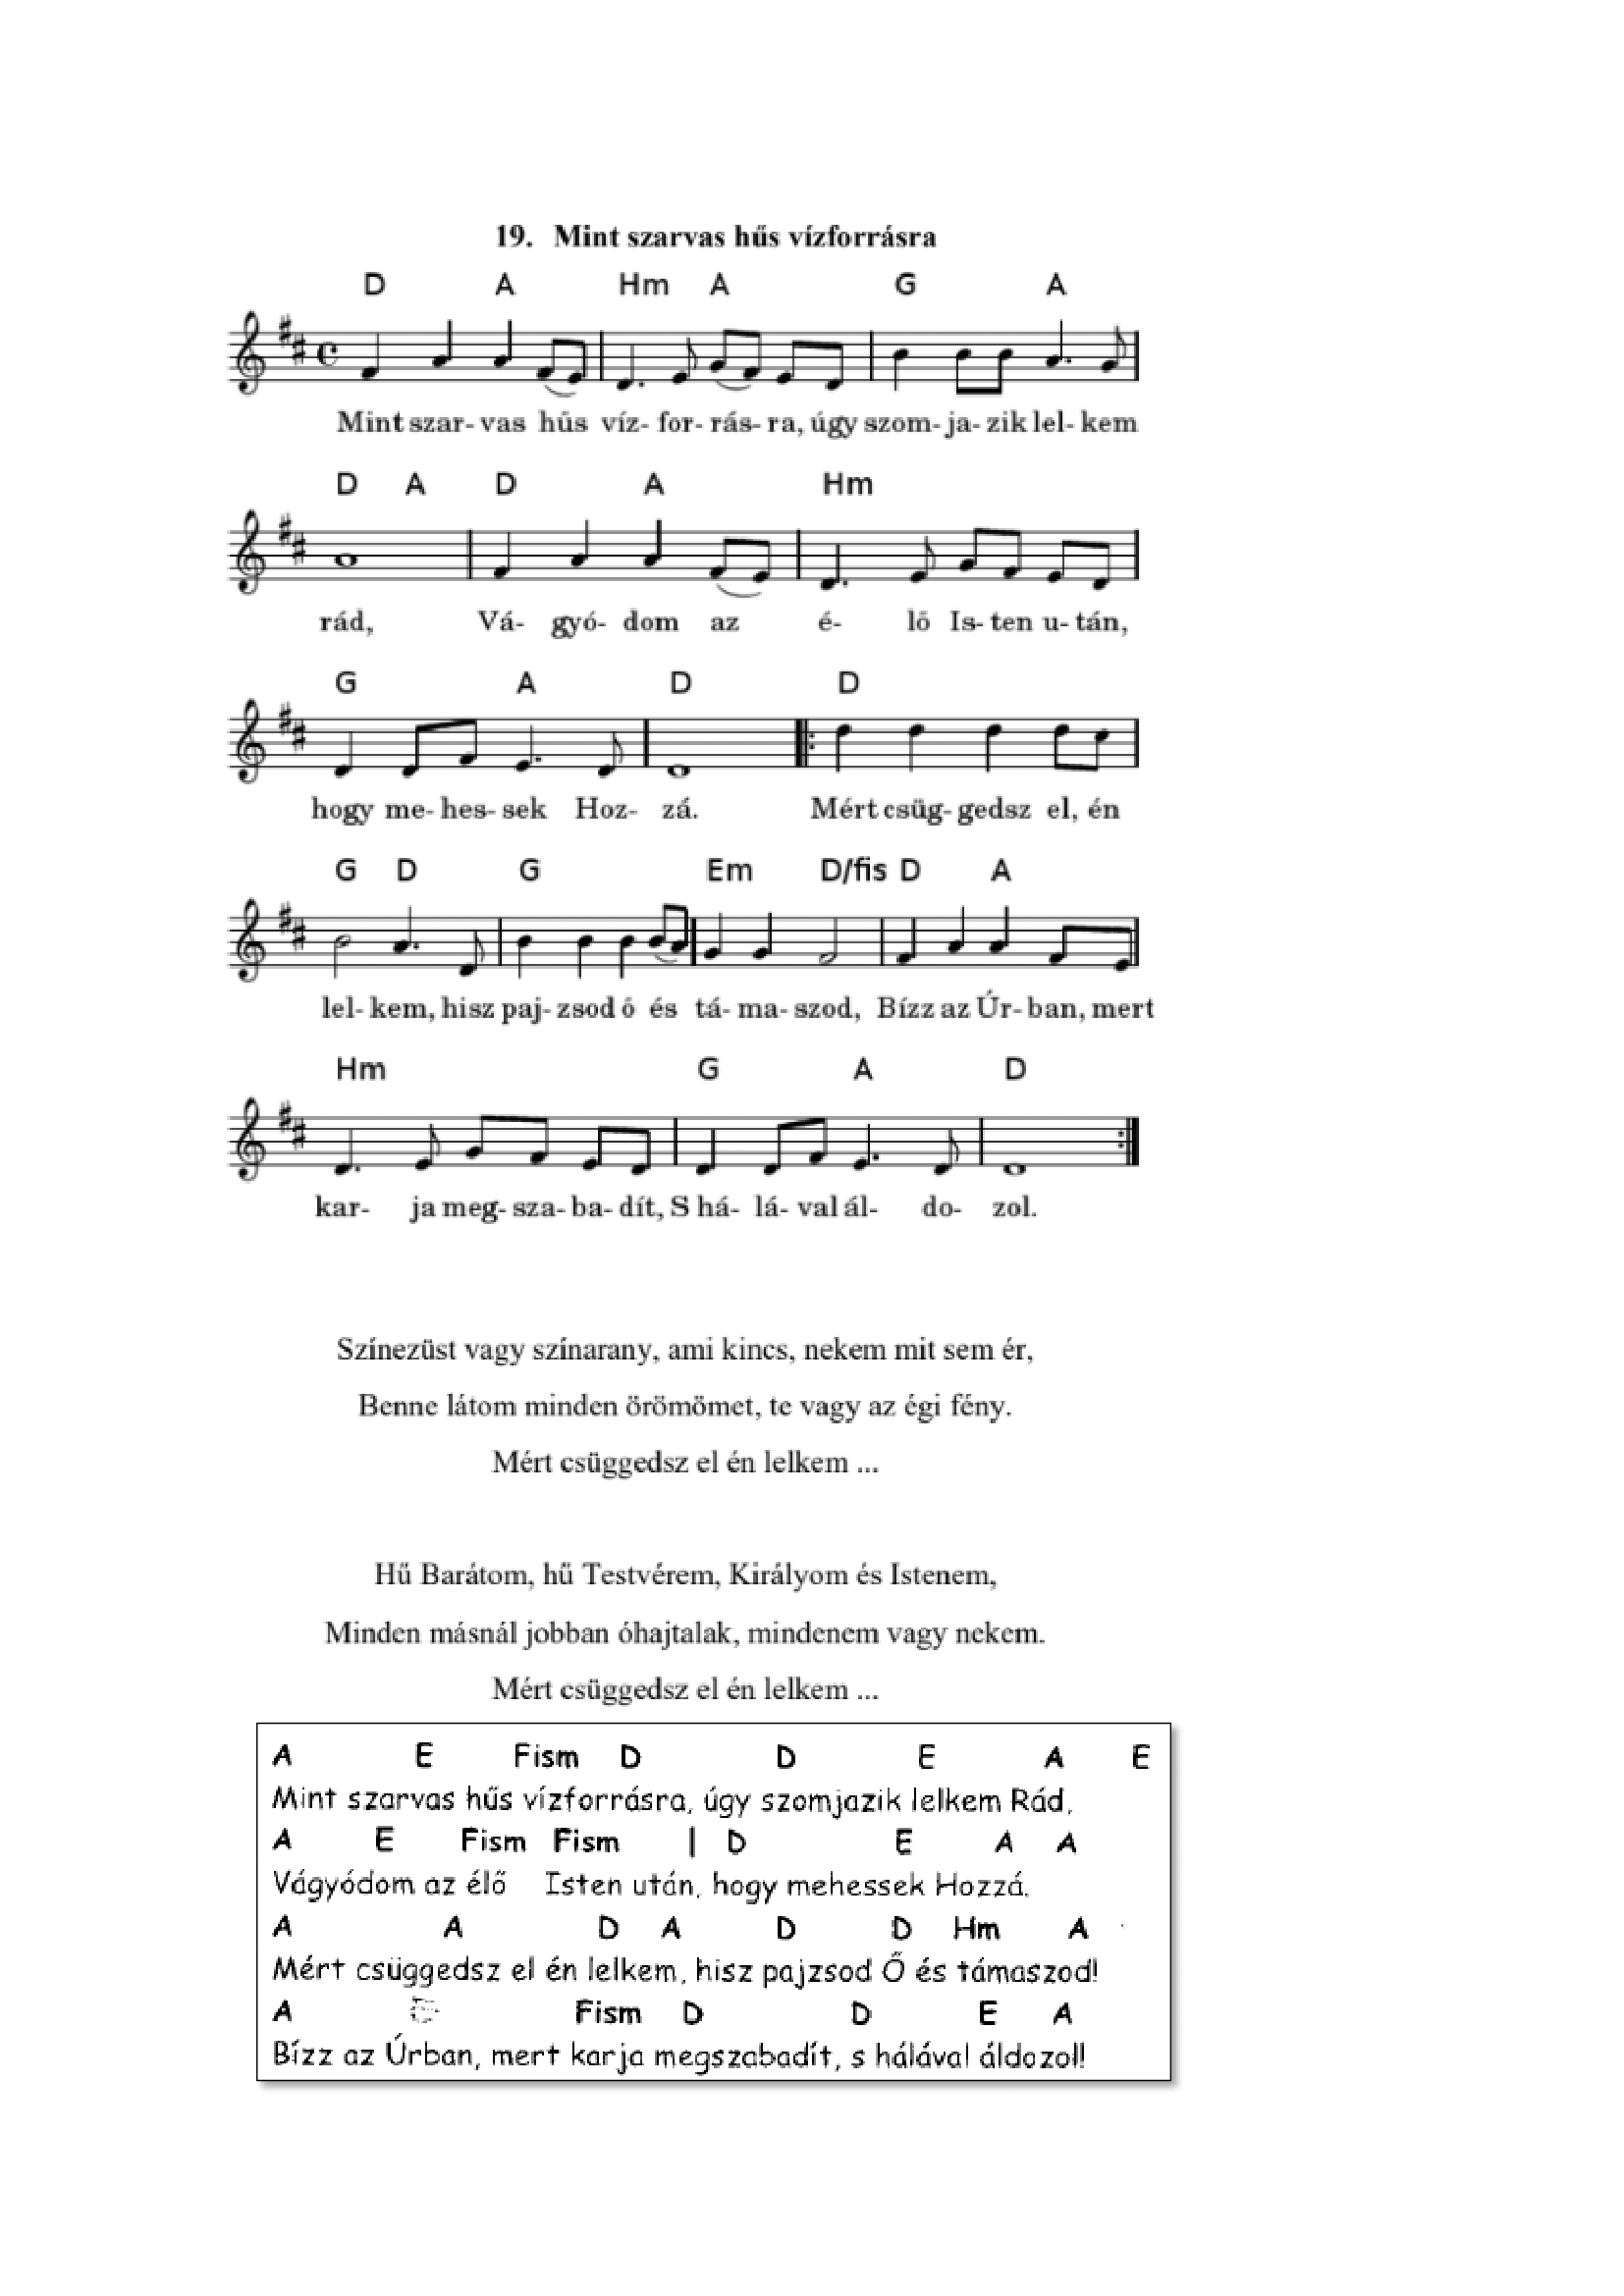 19. Mint szarvas hűs vízforrásra
D A Hm A G A
Mint szar- vas hűs víz- for- rás- ra, úgy szom- ja- zik lel- kem
D A D A Hm
rád, Vá- gyó- dom az é- lő Is- ten u- tán,
G A D D
hogy me- hes- sek Hoz- zá. Mért csüg- gedsz el, én
G D G Em D/fis D A
lel- kem, hisz paj- zsod ő és tá- ma- szod, Bízz az Úr- ban, mert
Hm G A D
kar- ja meg- sza- ba- dít, S há- lá- val ál- do- zol.
Színezüst vagy színarany, ami kincs, nekem mit sem ér,
Benne látom minden örömömet, te vagy az égi fény.
Mért csüggedsz el én lelkem ...
Hű Barátom, hű Testvérem, Királyom és Istenem,
Minden másnál jobban óhajtalak, mindenem vagy nekem.
Mért csüggedsz el én lelkem ...
A E Fism D D E A E
Mint szarvas hűs vízforrásra, úgy szomjazik lelkem Rád,
A E Fism Fism | D E A A
Vágyódom az élő Isten után, hogy mehessek Hozzá.
A A D A D D Hm A
Mért csüggedsz el én lelkem, hisz pajzsod Ő és támaszod!
A Fism D D E A
Bízz az Úrban, mert karja megszabadít, s hálával áldozol!